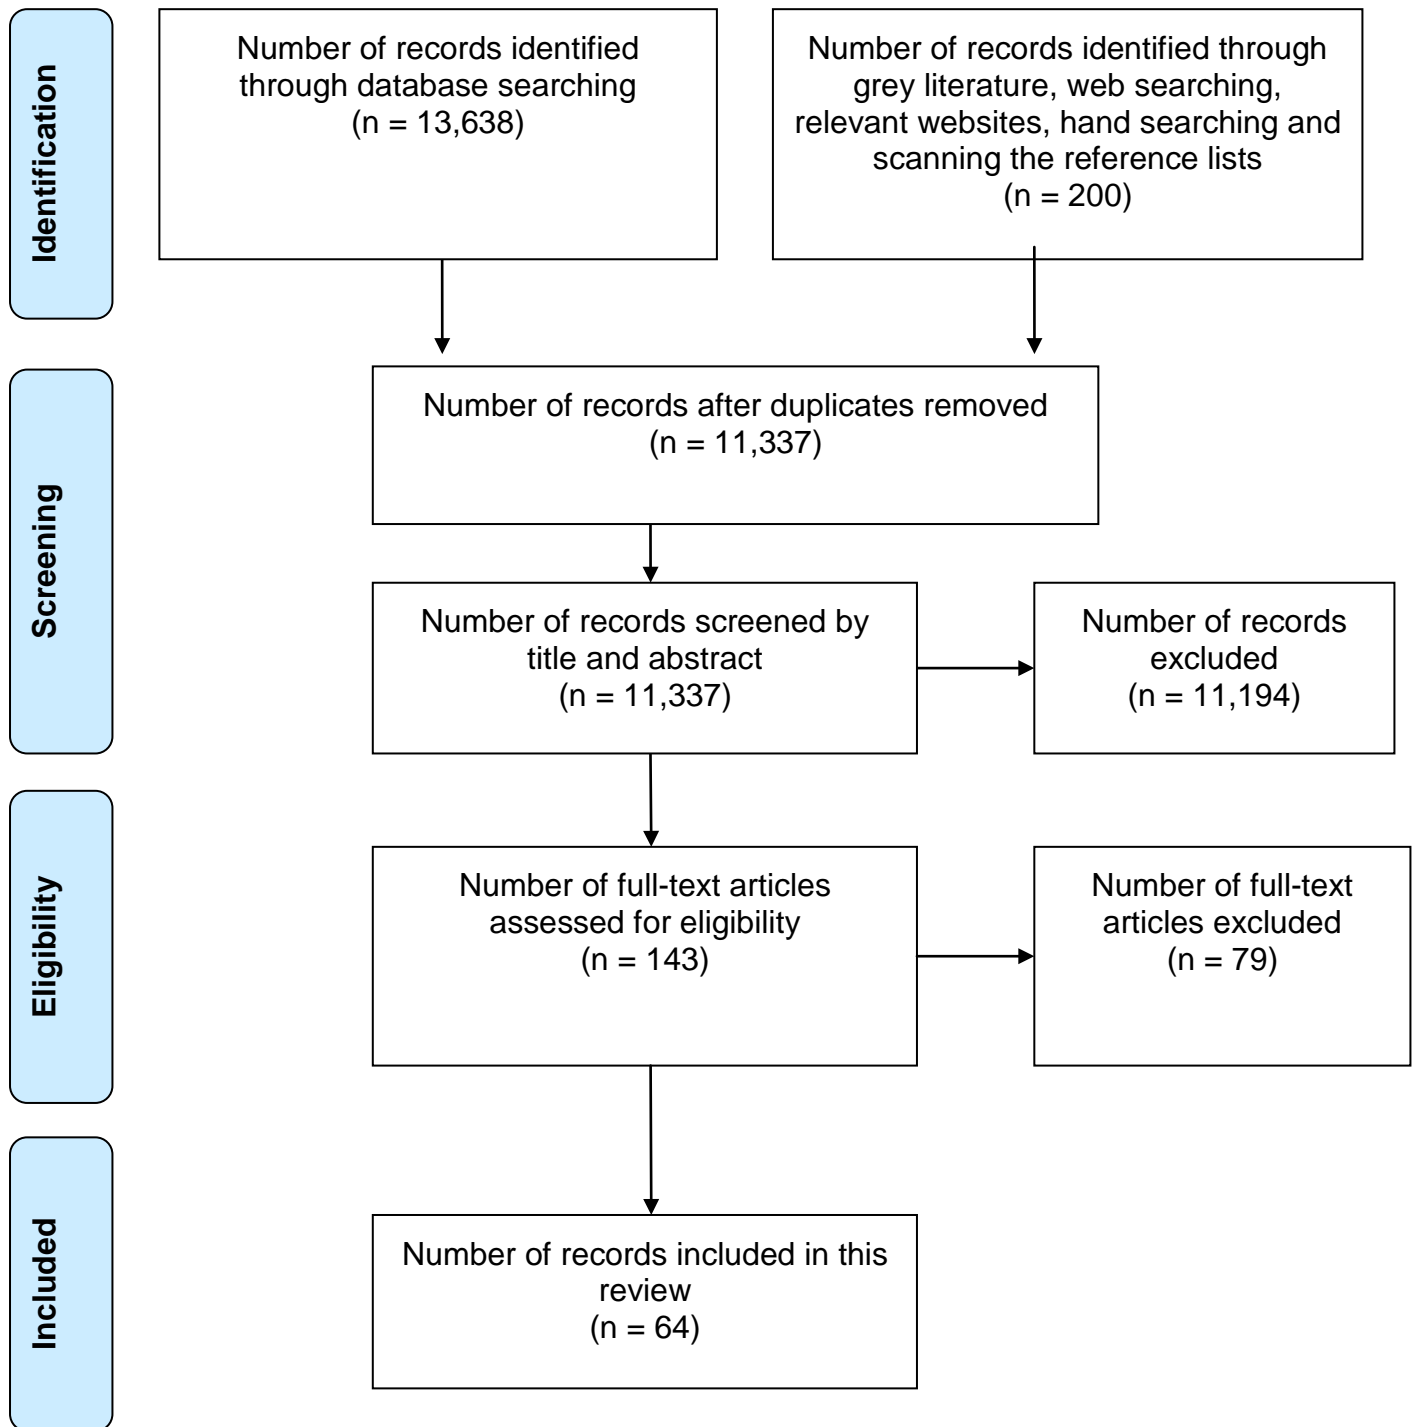 Identification
Number of records identified
through database searching
(n = 13,638)
Number of records identified through
grey literature, web searching,
relevant websites, hand searching and
scanning the reference lists
(n = 200)
Screening
Number of records after duplicates removed
(n = 11,337)
Number of records screened by
title and abstract
(n = 11,337)
Number of records
excluded
(n = 11,194)
Eligibility
Number of full-text articles
assessed for eligibility
(n = 143)
Number of full-text
articles excluded
(n = 79)
Included
Number of records included in this
review
(n = 64)